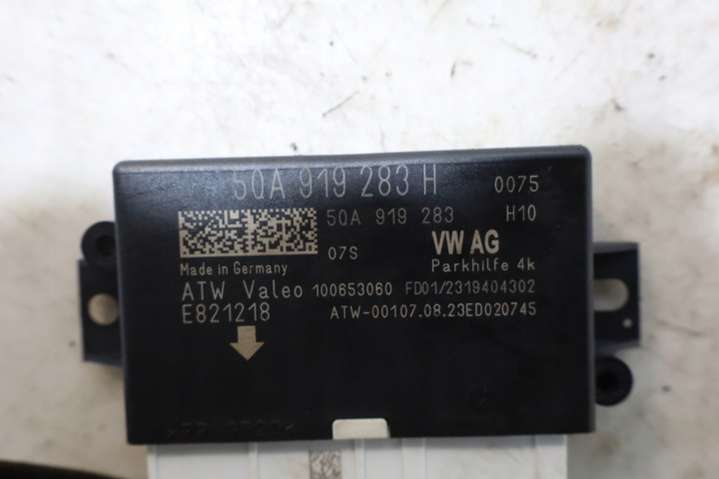 5QA 919 283 H 0075
5QA 919 283 H10
07S VW AG
Made in Germany Parkhilfe 4k
ATW Valeo 100653060 FD01/2319404302
E821218 ATW-00107.08.23ED020745